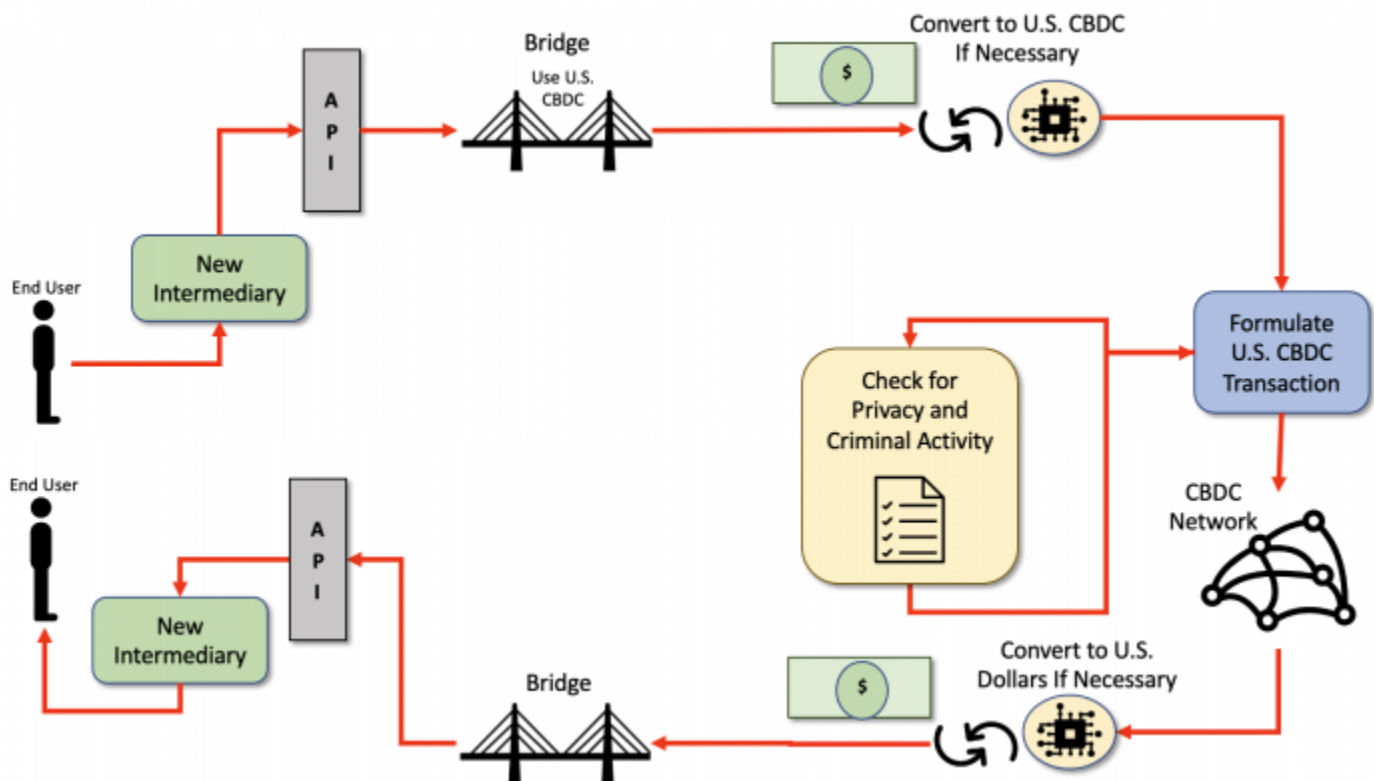 Convert to U.S. CBDC
If Necessary
Bridge
Use U.S.
CBDC
$
A
P
I
New
Intermediary
End User
Formulate
U.S. CBDC
Transaction
Check for
Privacy and
Criminal Activity
End User
A
P
I
CBDC
Network
New
Intermediary
Convert to U.S.
Dollars If Necessary
Bridge
$